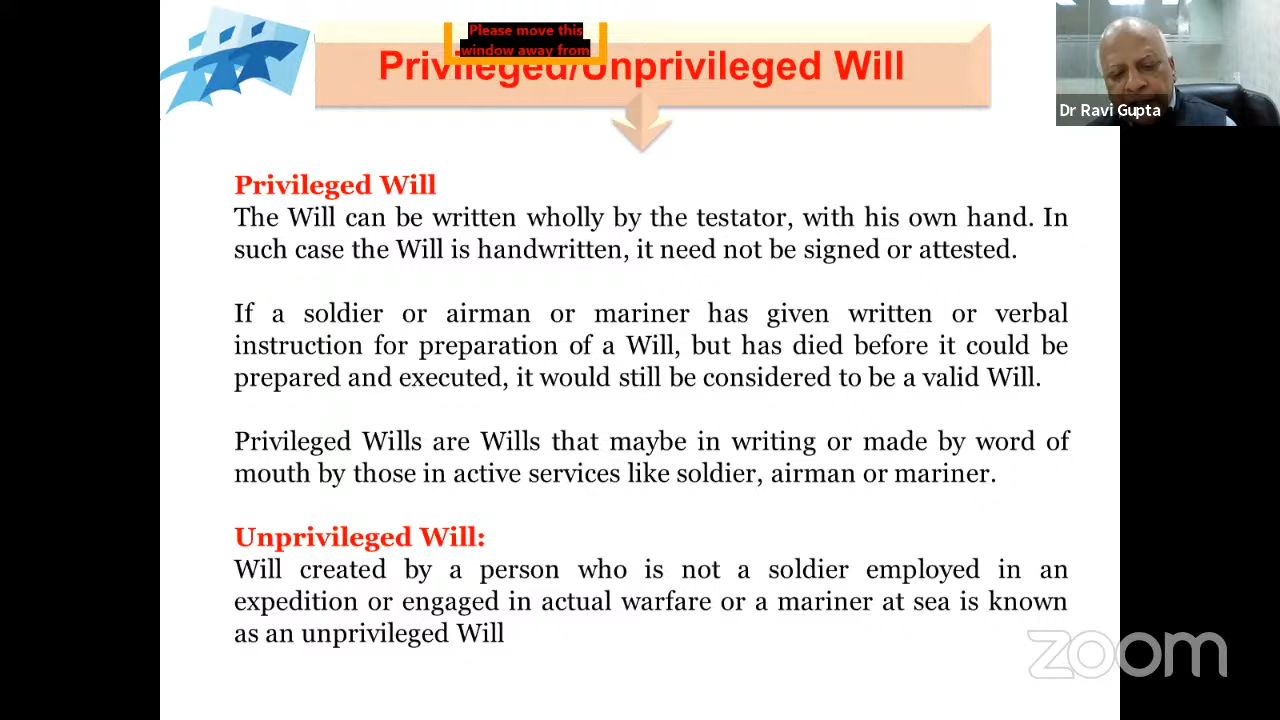 Please move this
window away from
Privileged/Unprivileged Will
Dr Ravi Gupta
Privileged Will
The Will can be written wholly by the testator, with his own hand. In
such case the Will is handwritten, it need not be signed or attested.
If a soldier or airman or mariner has given written or verbal
instruction for preparation of a Will, but has died before it could be
prepared and executed, it would still be considered to be a valid Will.
Privileged Wills are Wills that maybe in writing or made by word of
mouth by those in active services like soldier, airman or mariner.
Unprivileged Will:
Will created by a person who is not a soldier employed in an
expedition or engaged in actual warfare or a mariner at sea is known
as an unprivileged Will
zoom